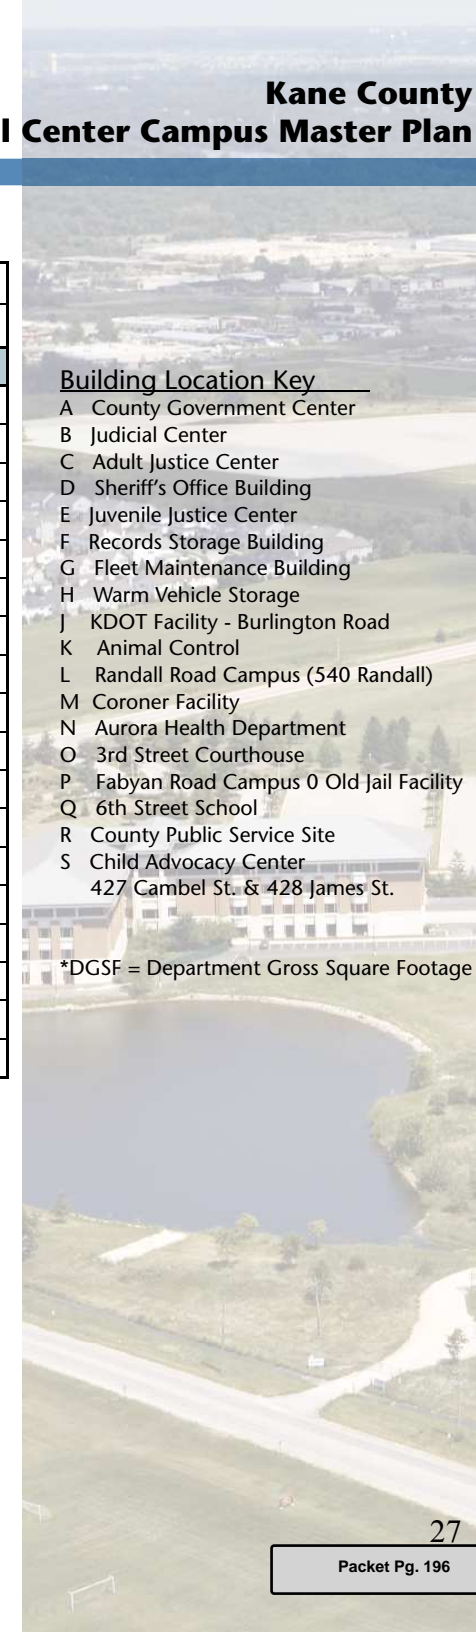 Kane County
l Center Campus Master Plan
Building Location Key
A County Government Center
B Judicial Center
C Adult Justice Center
D Sheriff's Office Building
E Juvenile Justice Center
F Records Storage Building
G Fleet Maintenance Building
H Warm Vehicle Storage
J KDOT Facility - Burlington Road
K Animal Control
L Randall Road Campus (540 Randall)
M Coroner Facility
N Aurora Health Department
O 3rd Street Courthouse
P Fabyan Road Campus 0 Old Jail Facility
Q 6th Street School
R County Public Service Site
S Child Advocacy Center
427 Cambel St. & 428 James St.
*DGSF = Department Gross Square Footage
27
Packet Pg. 196